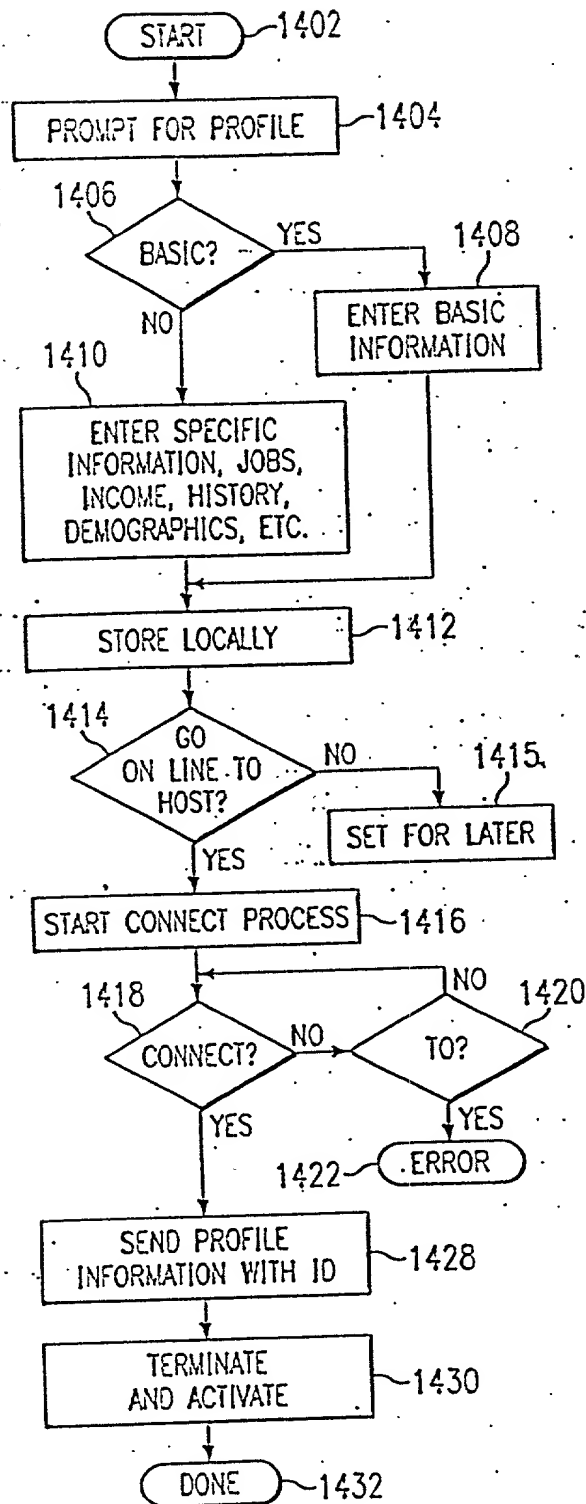 START
1402
PROMPT FOR PROFILE
1404
1406
BASIC?
YES
NO
1408
ENTER BASIC
INFORMATION
1410
ENTER SPECIFIC
INFORMATION, JOBS,
INCOME, HISTORY,
DEMOGRAPHICS, ETC.
STORE LOCALLY
1412
1414
GO
ON LINE TO
HOST?
NO
YES
1415
SET FOR LATER
START CONNECT PROCESS
1416
1418
CONNECT?
NO
YES
NO
1420
TO?
YES
1422
ERROR
SEND PROFILE
INFORMATION WITH ID
1428
TERMINATE
AND ACTIVATE
1430
DONE
1432